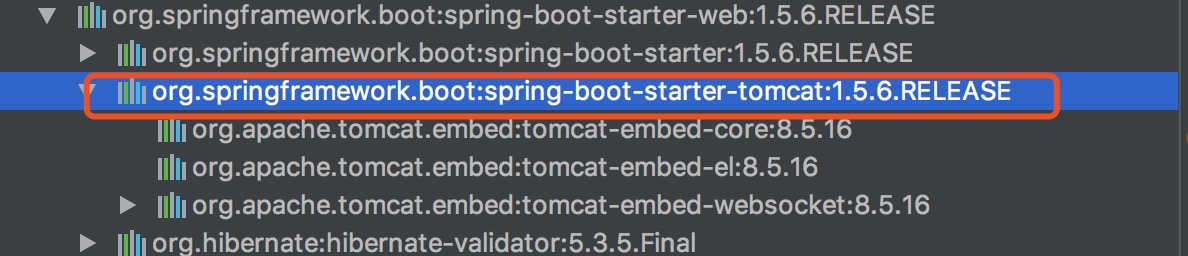 org.springframework.boot:spring-boot-starter-web:1.5.6.RELEASE
org.springframework.boot:spring-boot-starter:1.5.6.RELEASE
org.springframework.boot:spring-boot-starter-tomcat:1.5.6.RELEASE
org.apache.tomcat.embed:tomcat-embed-core:8.5.16
org.apache.tomcat.embed:tomcat-embed-el:8.5.16
org.apache.tomcat.embed:tomcat-embed-websocket:8.5.16
org.hibernate:hibernate-validator:5.3.5.Final